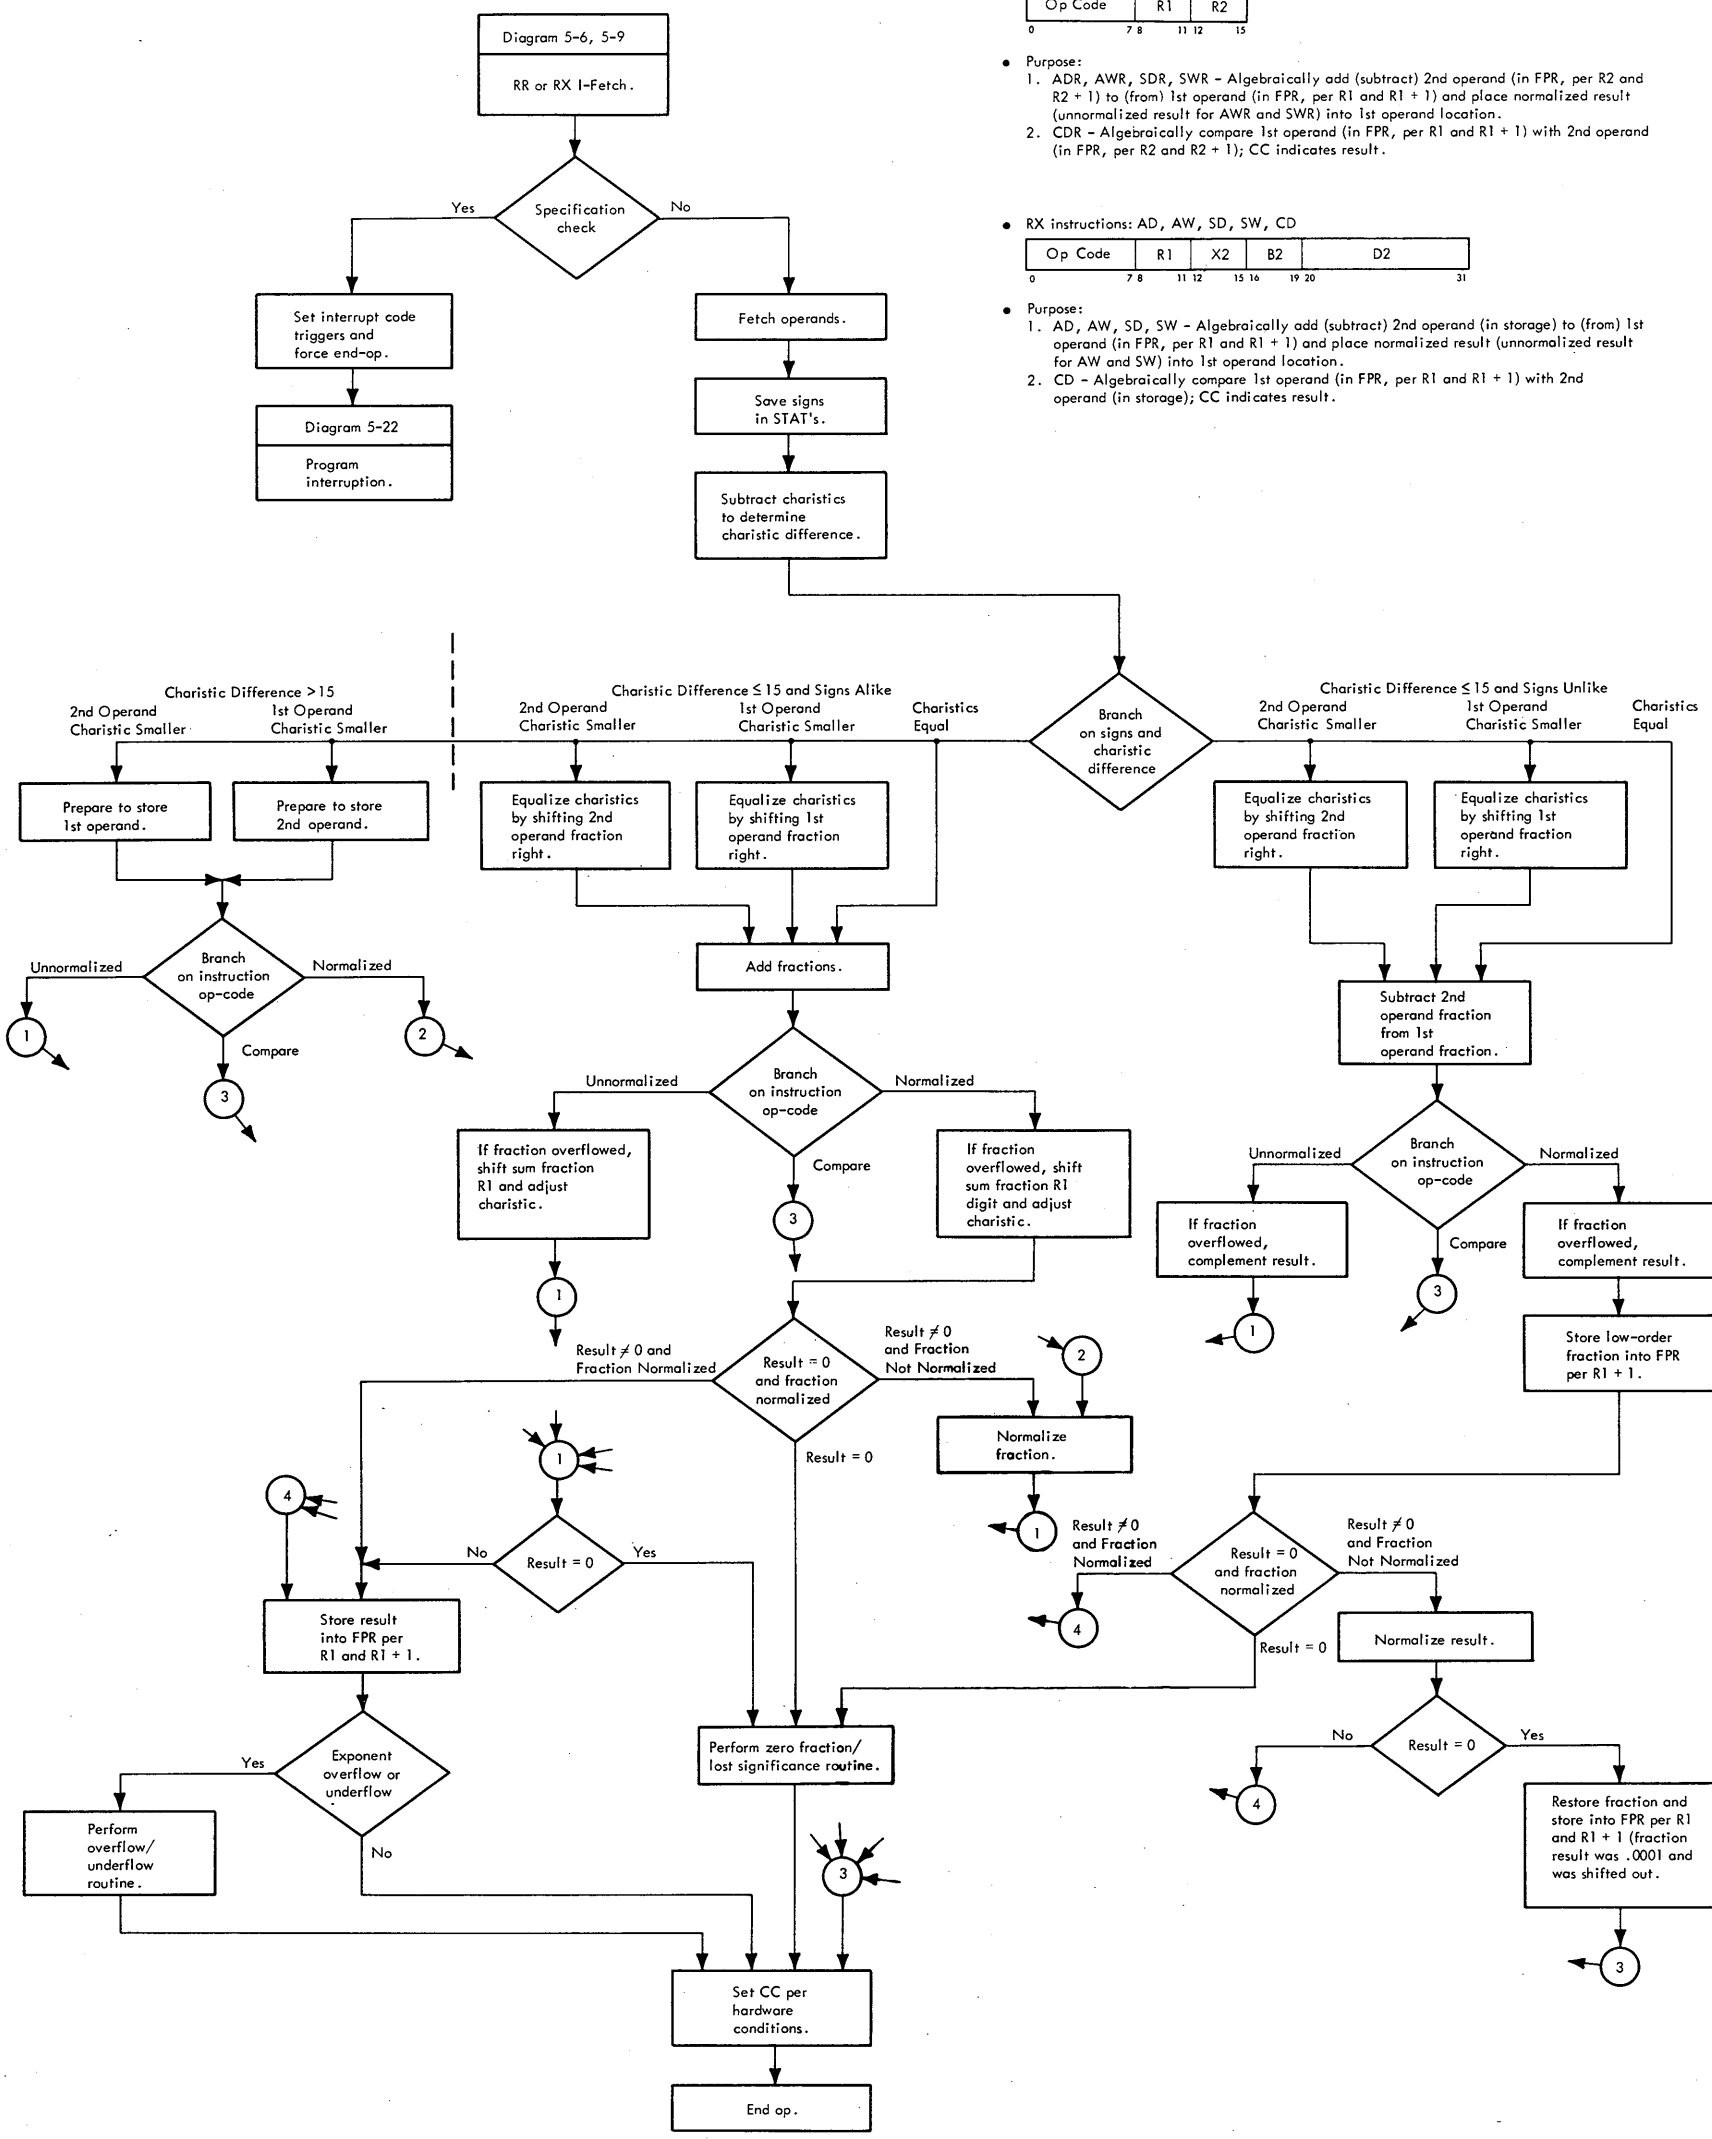 Op Code R1 R2
0 7 8 11 12 15
Diagram 5-6, 5-9
RR or RX I-Fetch.
• Purpose:
1. ADR, AWR, SDR, SWR - Algebraically add (subtract) 2nd operand (in FPR, per R2 and
R2 + 1) to (from) 1st operand (in FPR, per R1 and R1 + 1) and place normalized result
(unnormalized result for AWR and SWR) into 1st operand location.
2. CDR - Algebraically compare 1st operand (in FPR, per R1 and R1 + 1) with 2nd operand
(in FPR, per R2 and R2 + 1); CC indicates result.
• RX instructions: AD, AW, SD, SW, CD
Op Code R1 X2 B2 D2
0 7 8 11 12 15 16 19 20 31
• Purpose:
1. AD, AW, SD, SW - Algebraically add (subtract) 2nd operand (in storage) to (from) 1st
operand (in FPR, per R1 and R1 + 1) and place normalized result (unnormalized result
for AW and SW) into 1st operand location.
2. CD - Algebraically compare 1st operand (in FPR, per R1 and R1 + 1) with 2nd
operand (in storage); CC indicates result.
Yes
Specification
check
No
Set interrupt code
triggers and
force end-op.
Diagram 5-22
Program
interruption.
Fetch operands.
Save signs
in STAT's.
Subtract charistics
to determine
charistic difference.
Branch
on signs and
charistic
difference
Charistic Difference >15
2nd Operand
Charistic Smaller
1st Operand
Charistic Smaller
Charistic Difference ≤ 15 and Signs Alike
2nd Operand
Charistic Smaller
1st Operand
Charistic Smaller
Charistics
Equal
Charistic Difference ≤ 15 and Signs Unlike
2nd Operand
Charistic Smaller
1st Operand
Charistic Smaller
Charistics
Equal
Prepare to store
1st operand.
Prepare to store
2nd operand.
Equalize charistics
by shifting 2nd
operand fraction
right.
Equalize charistics
by shifting 1st
operand fraction
right.
Equalize charistics
by shifting 2nd
operand fraction
right.
Equalize charistics
by shifting 1st
operand fraction
right.
Unnormalized
Branch
on instruction
op-code
Normalized
1
2
Compare
3
Add fractions.
Unnormalized
Branch
on instruction
op-code
Normalized
If fraction overflowed,
shift sum fraction
R1 and adjust
charistic.
Compare
If fraction
overflowed, shift
sum fraction R1
digit and adjust
charistic.
3
1
Subtract 2nd
operand fraction
from 1st
operand fraction.
Unnormalized
Branch
on instruction
op-code
Normalized
If fraction
overflowed,
complement result.
Compare
If fraction
overflowed,
complement result.
3
1
Store low-order
fraction into FPR
per R1 + 1.
Result ≠ 0 and
Fraction Normalized
Result = 0
and fraction
normalized
Result ≠ 0
and Fraction
Not Normalized
2
Result = 0
Normalize
fraction.
1
1
4
No
Result = 0
Yes
Store result
into FPR per
R1 and R1 + 1.
Result ≠ 0
and Fraction
Normalized
Result = 0
and fraction
normalized
Result ≠ 0
and Fraction
Not Normalized
4
Result = 0
Normalize result.
Yes
Exponent
overflow or
underflow
No
Perform zero fraction/
lost significance routine.
No
Result = 0
Yes
4
Perform
overflow/
underflow
routine.
3
Restore fraction and
store into FPR per R1
and R1 + 1 (fraction
result was .0001 and
was shifted out.
3
Set CC per
hardware
conditions.
End op.